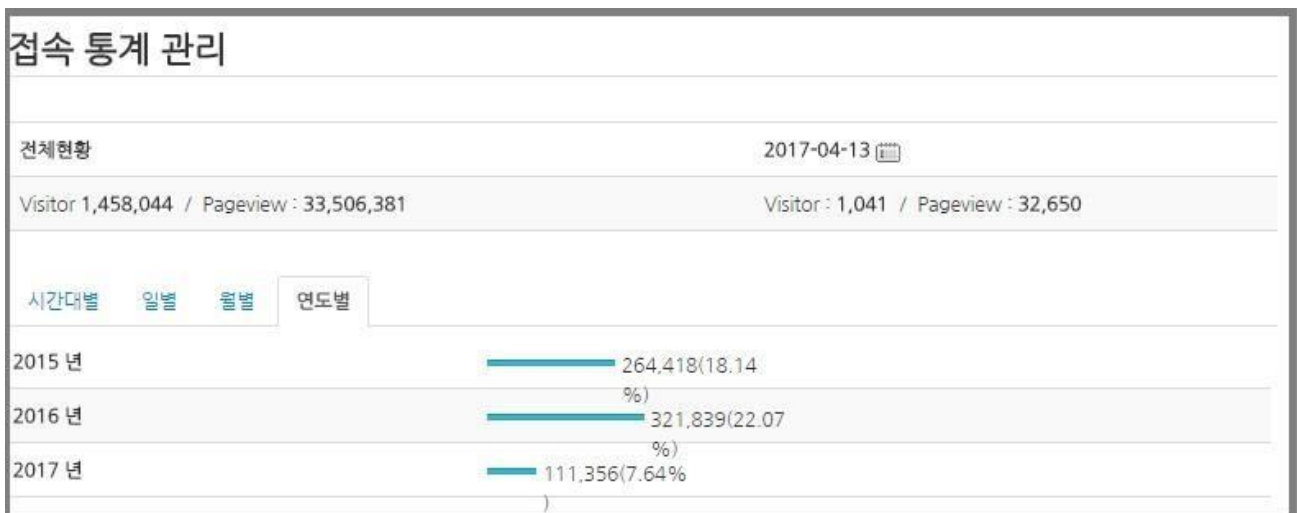 접속 통계 관리
전체현황 2017-04-13
Visitor 1,458,044 / Pageview : 33,506,381 Visitor : 1,041 / Pageview : 32,650
시간대별 일별 월별 연도별
2015 년 264,418(18.14
%)
2016 년 321,839(22.07
%)
2017 년 111,356(7.64%
)